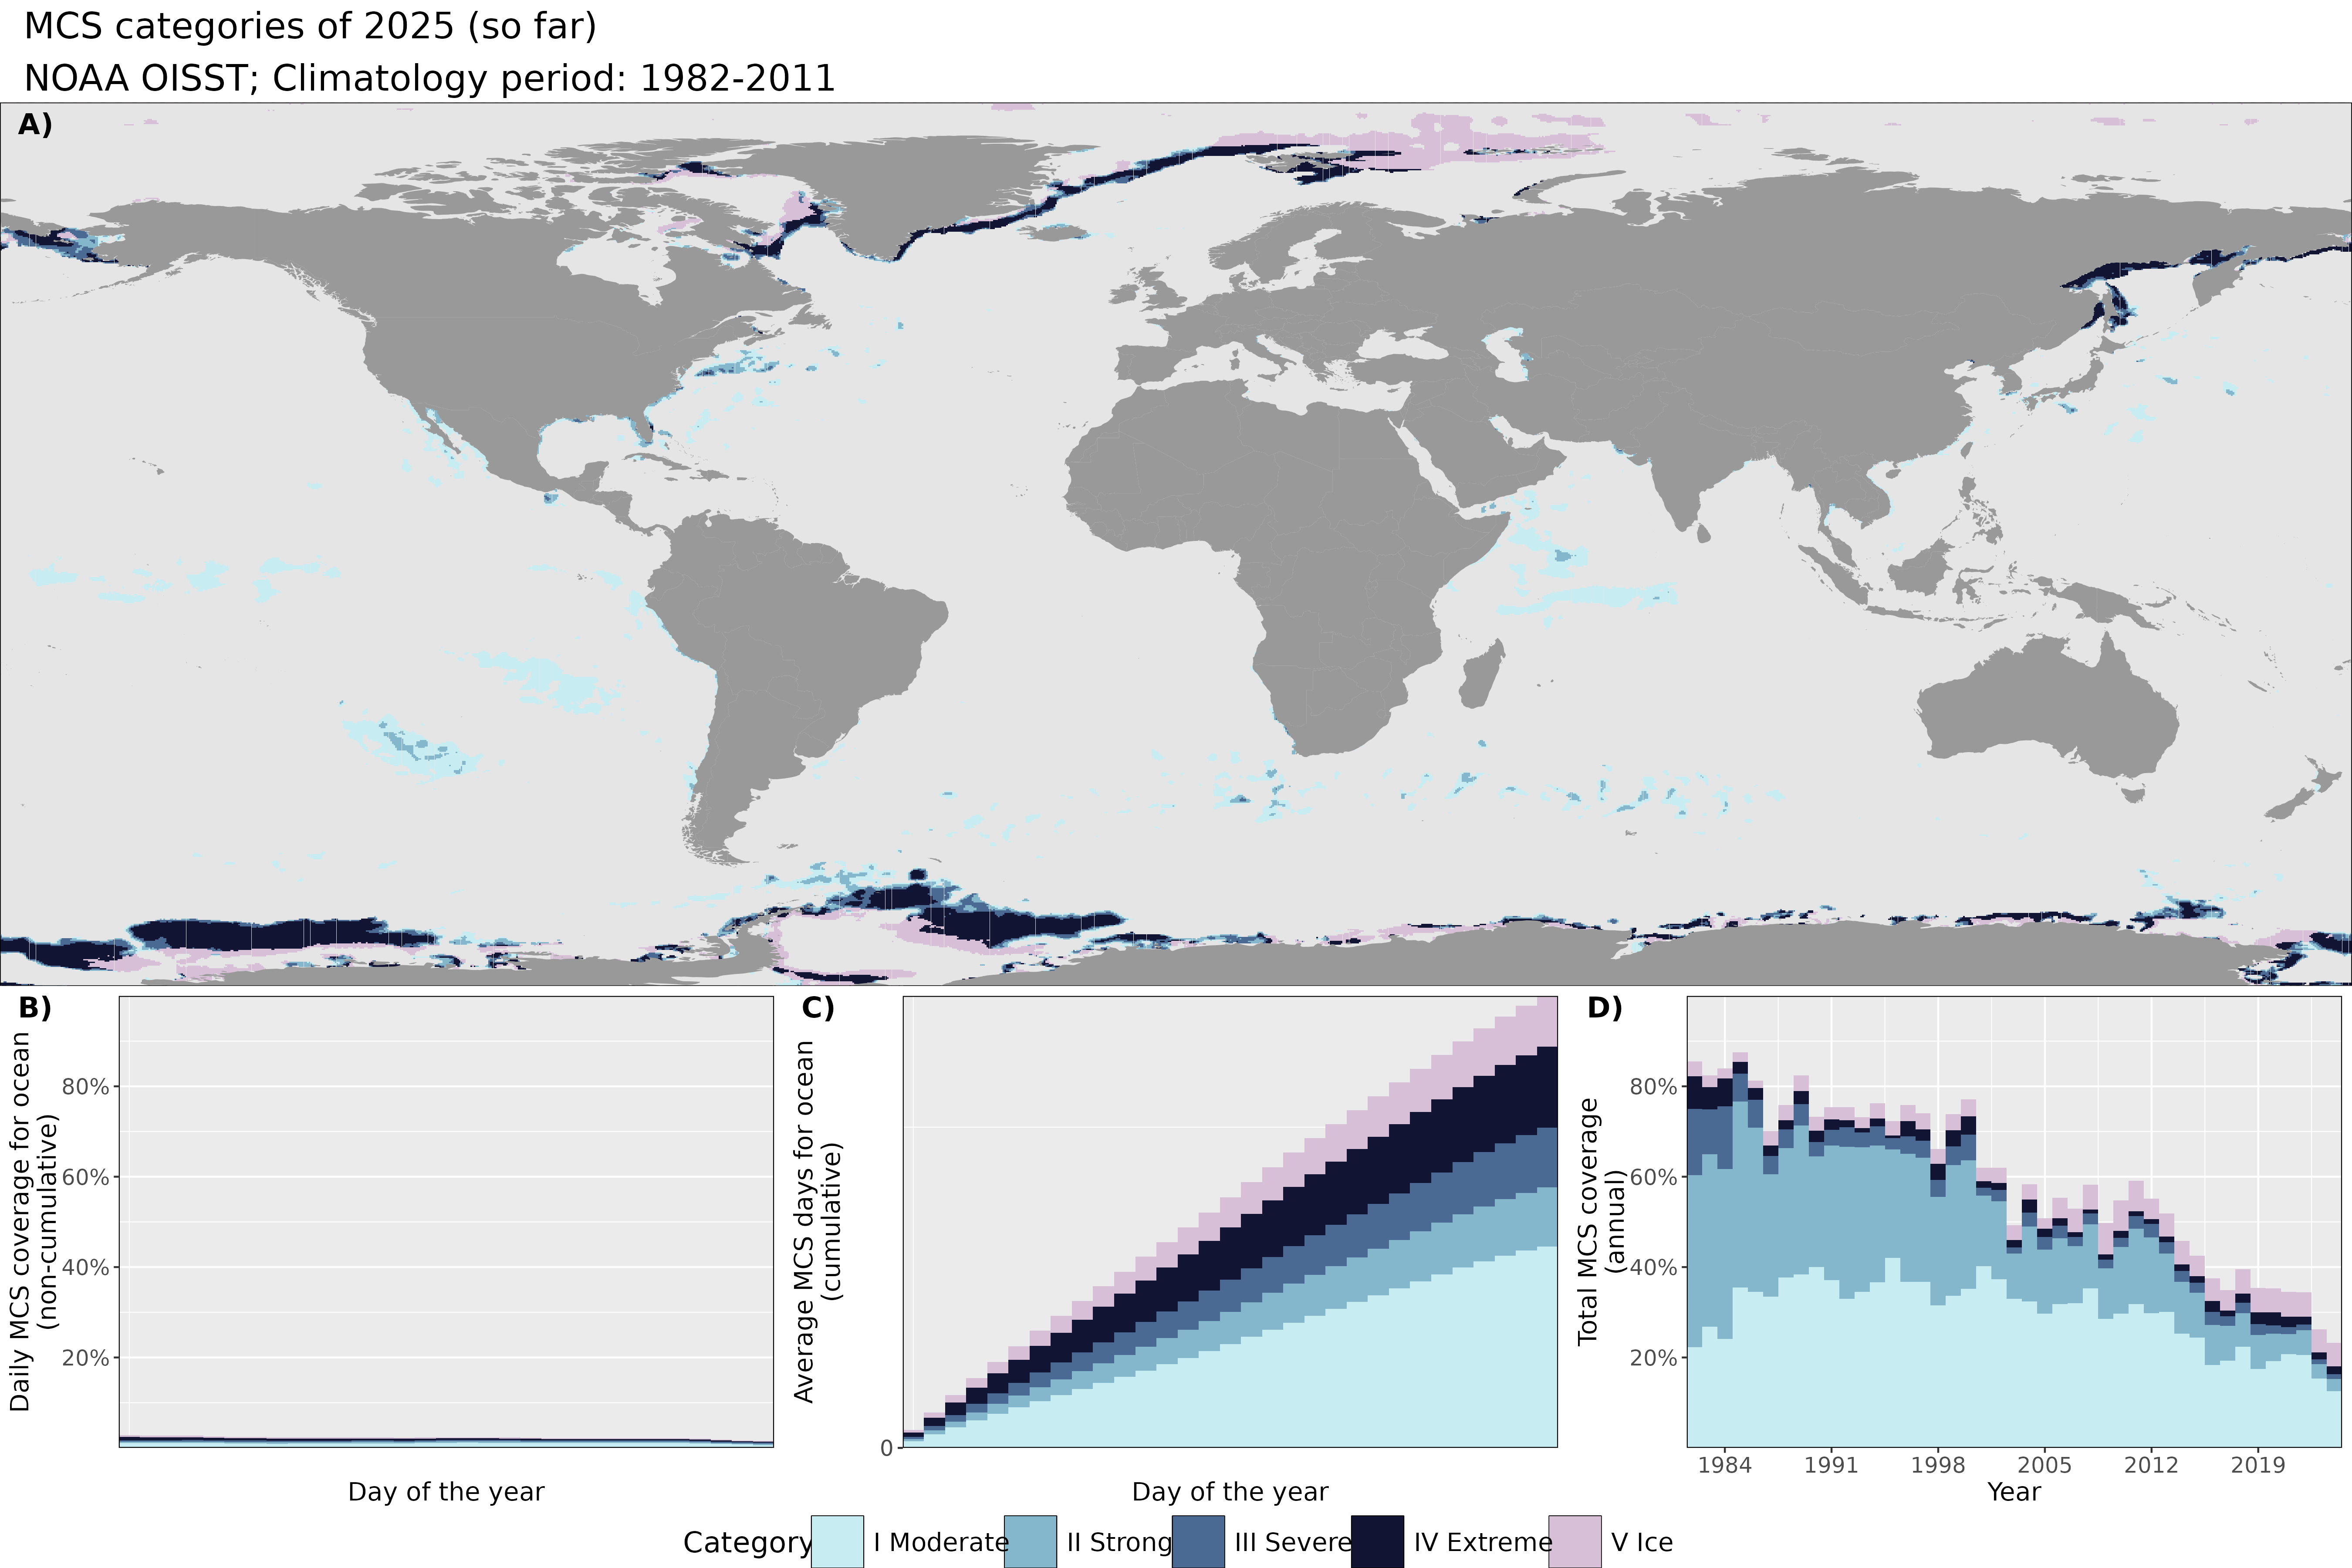 MCS categories of 2025 (so far)
NOAA OISST; Climatology period: 1982-2011
A)
B)
Daily MCS coverage for ocean
(non-cumulative)
80%
60%
40%
20%
Day of the year
C)
Average MCS days for ocean
(cumulative)
0
Day of the year
D)
Total MCS coverage
(annual)
80%
60%
40%
20%
1984 1991 1998 2005 2012 2019
Year
Category I Moderate II Strong III Severe IV Extreme V Ice